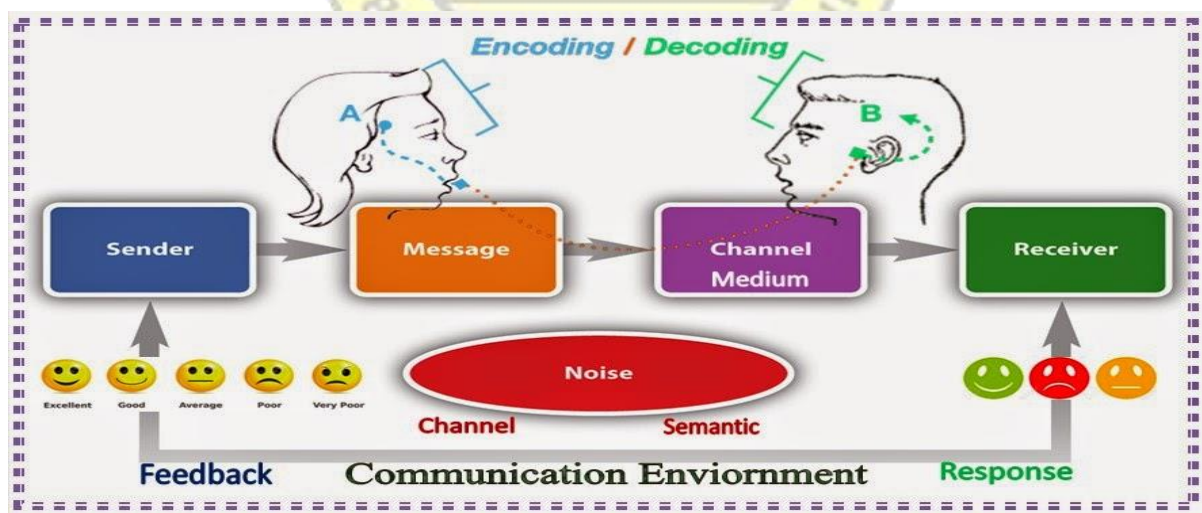 Encoding / Decoding
A
B
Sender
Message
Channel
Medium
Receiver
Noise
Excellent Good Average Poor Very Poor
Channel Semantic
Feedback Communication Enviornment Response